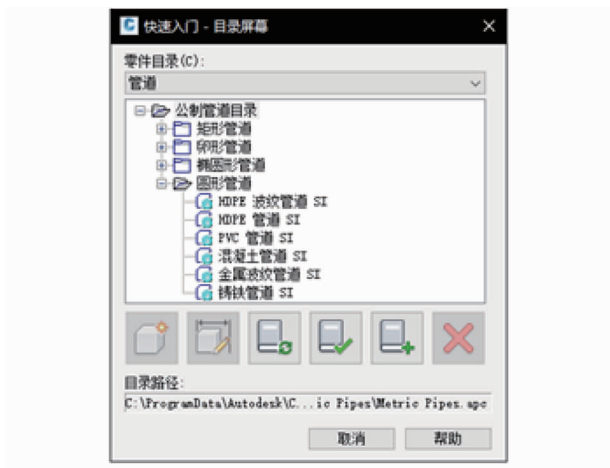 快速入门 - 目录屏幕
零件目录(C):
管道
公制管道目录
矩形管道
卵形管道
椭圆形管道
圆形管道
HDPE 波纹管道 SI
HDPE 管道 SI
PVC 管道 SI
混凝土管道 SI
金属波纹管道 SI
铸铁管道 SI
目录路径:
C:\ProgramData\Autodesk\C...ic Pipes\Metric Pipes.apc
取消 帮助